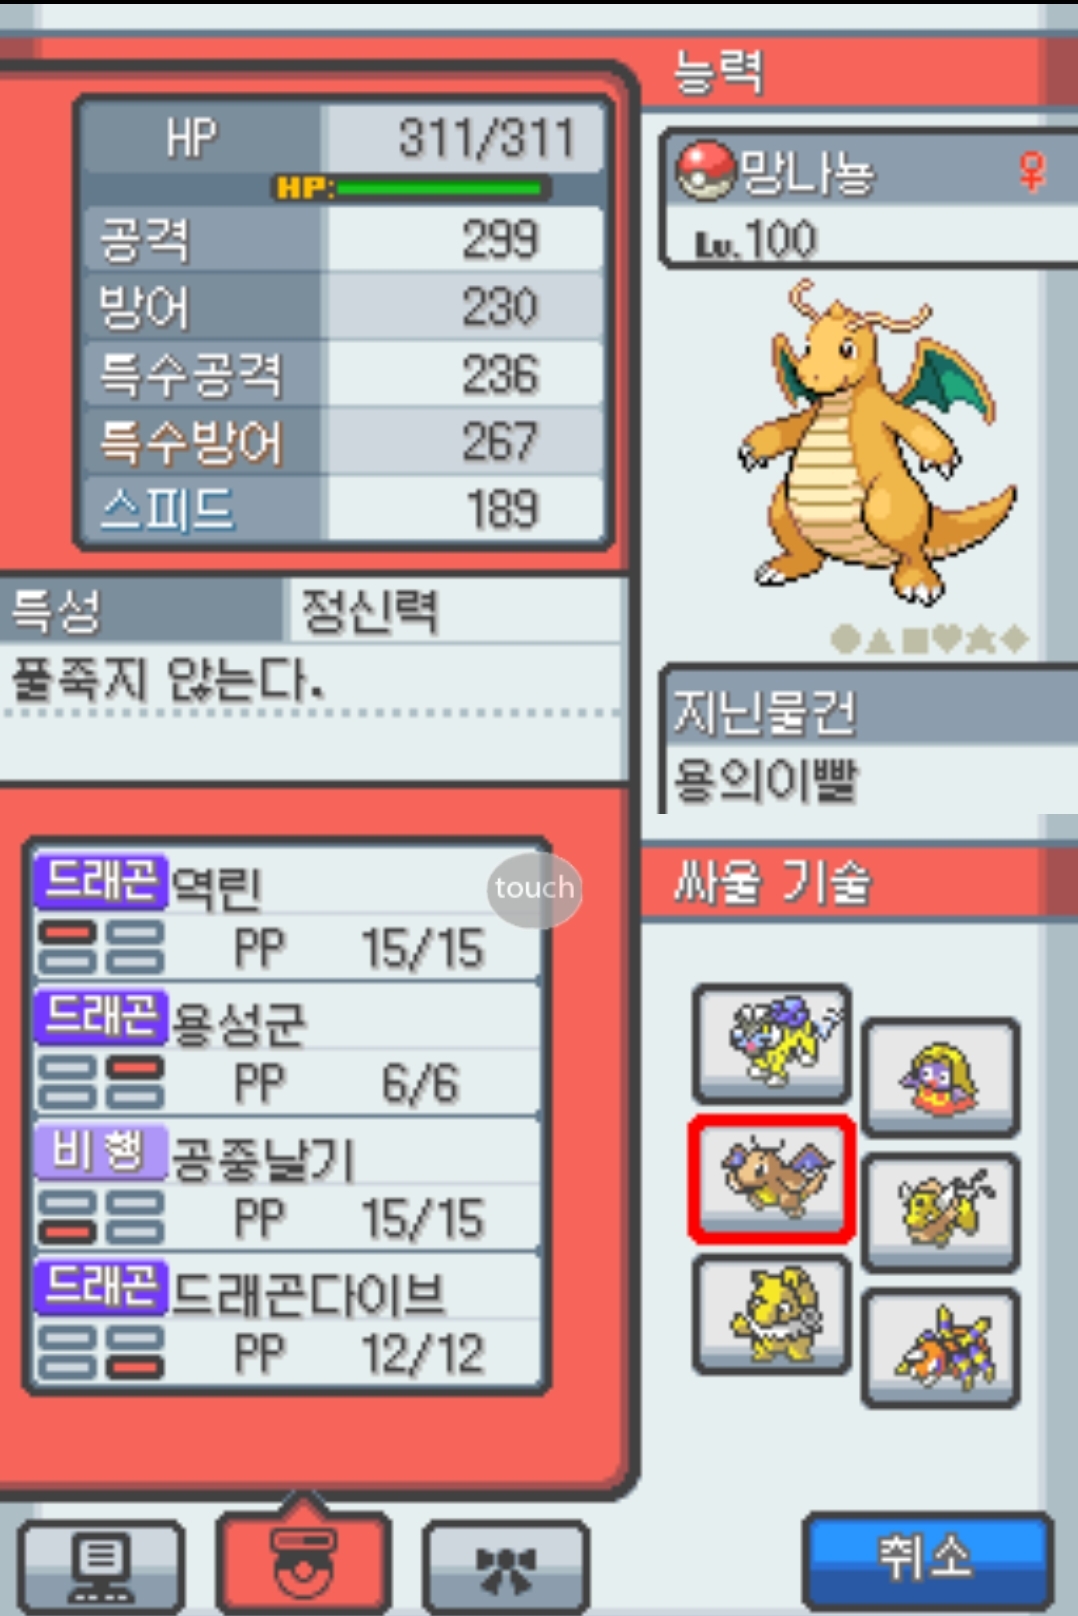 능력
HP 311/311
HP:
공격 299
방어 230
특수공격 236
특수방어 267
스피드 189
망나뇽 ♀
Lv.100
특성 정신력
풀죽지 않는다.
지닌물건
용의이빨
싸울 기술
드래곤 역린
PP 15/15
touch
드래곤 용성군
PP 6/6
비행 공중날기
PP 15/15
드래곤 드래곤다이브
PP 12/12
취소